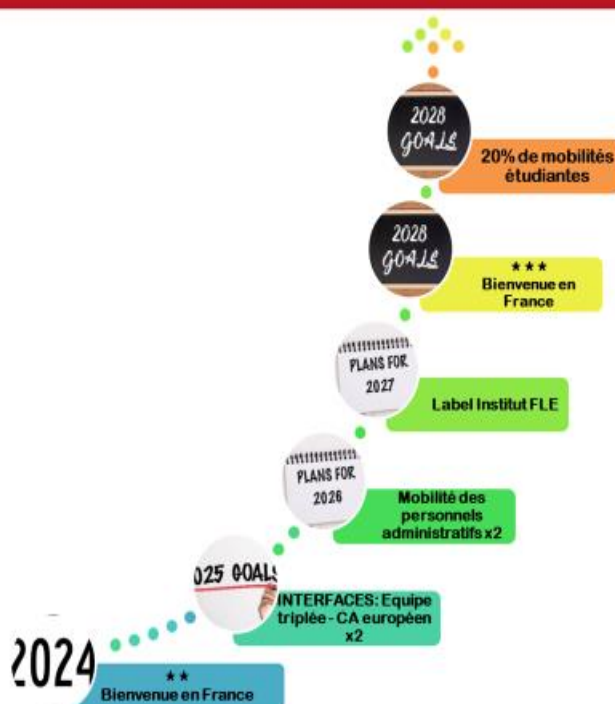 2028
GOALS
20% de mobilités
étudiantes
2028
GOALS
★★★
Bienvenue en
France
PLANS FOR
2027
Label Institut FLE
PLANS FOR
2026
Mobilité des
personnels
administratifs x2
025 GOALS
INTERFACES: Equipe
triplée - CA européen
x2
2024
★★
Bienvenue en France